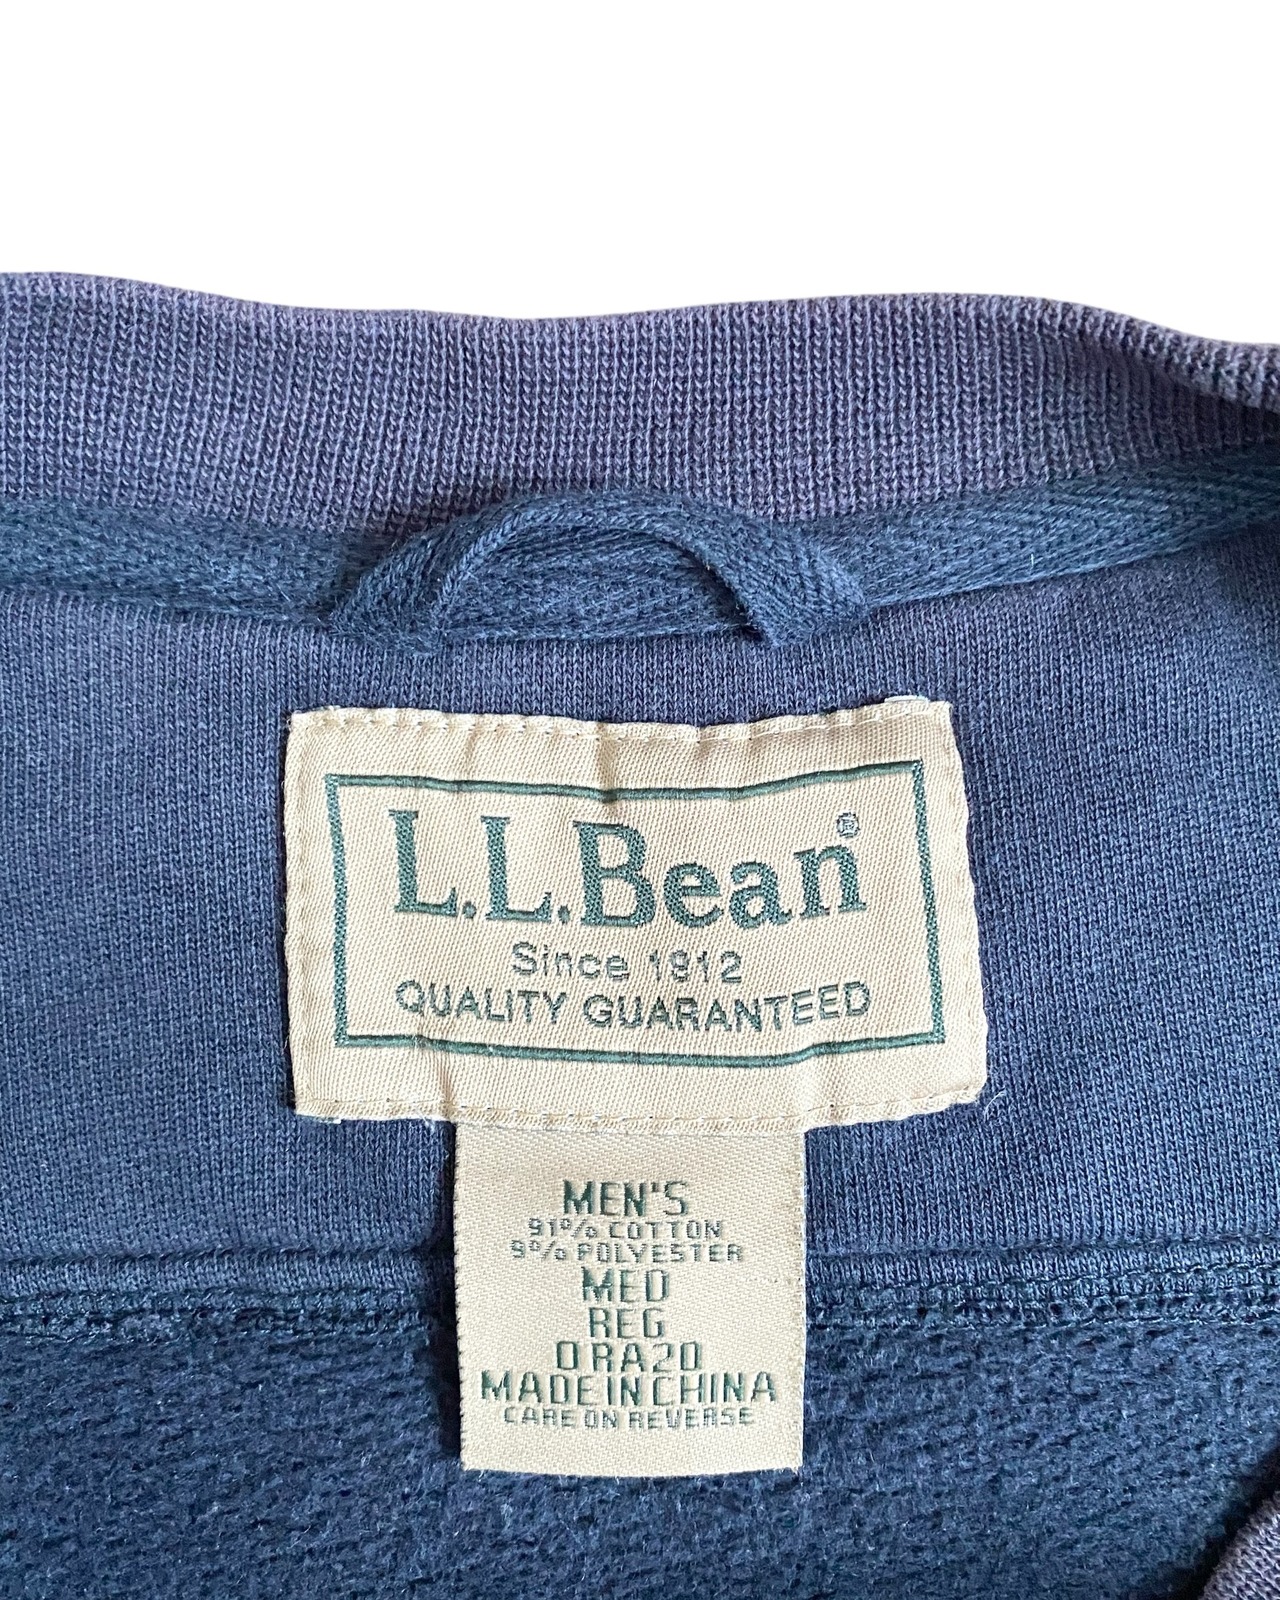 L.L.Bean®
Since 1912
QUALITY GUARANTEED
MEN'S
91% COTTON
9% POLYESTER
MED
REG
0RA20
MADE IN CHINA
CARE ON REVERSE